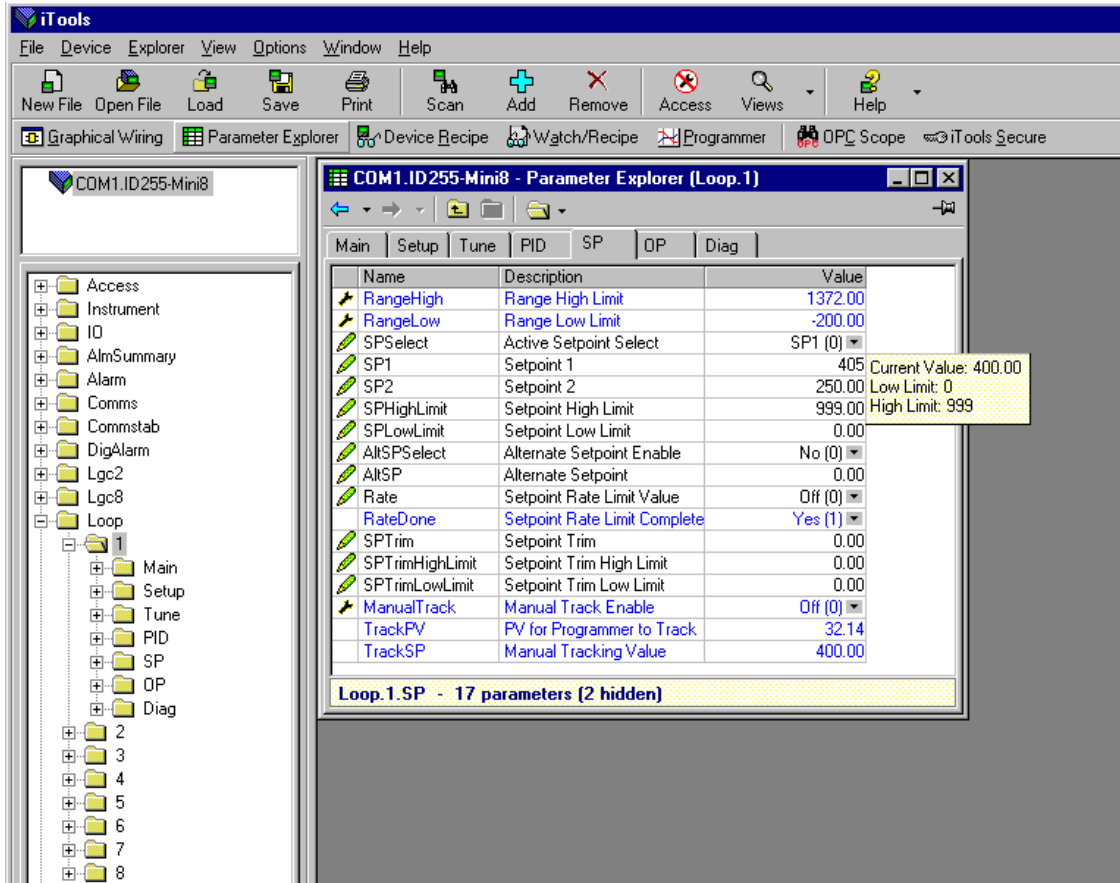 iTools
File Device Explorer View Options Window Help
New File Open File Load Save Print Scan Add Remove Access Views Help
Graphical Wiring Parameter Explorer Device Recipe Watch/Recipe Programmer OPC Scope iTools Secure
COM1.ID255-Mini8
Access
Instrument
IO
AlmSummary
Alarm
Comms
Commstab
DigAlarm
Lgc2
Lgc8
Loop
1
Main
Setup
Tune
PID
SP
OP
Diag
2
3
4
5
6
7
8
COM1.ID255-Mini8 - Parameter Explorer (Loop.1)
Main Setup Tune PID SP OP Diag
Name Description Value
RangeHigh Range High Limit 1372.00
RangeLow Range Low Limit -200.00
SPSelect Active Setpoint Select SP1 (0)
SP1 Setpoint 1 405
SP2 Setpoint 2 250.00
SPHighLimit Setpoint High Limit 999.00
SPLowLimit Setpoint Low Limit 0.00
AltSPSelect Alternate Setpoint Enable No (0)
AltSP Alternate Setpoint 0.00
Rate Setpoint Rate Limit Value Off (0)
RateDone Setpoint Rate Limit Complete Yes (1)
SPTrim Setpoint Trim 0.00
SPTrimHighLimit Setpoint Trim High Limit 0.00
SPTrimLowLimit Setpoint Trim Low Limit 0.00
ManualTrack Manual Track Enable Off (0)
TrackPV PV for Programmer to Track 32.14
TrackSP Manual Tracking Value 400.00
Loop.1.SP - 17 parameters (2 hidden)
Current Value: 400.00
Low Limit: 0
High Limit: 999